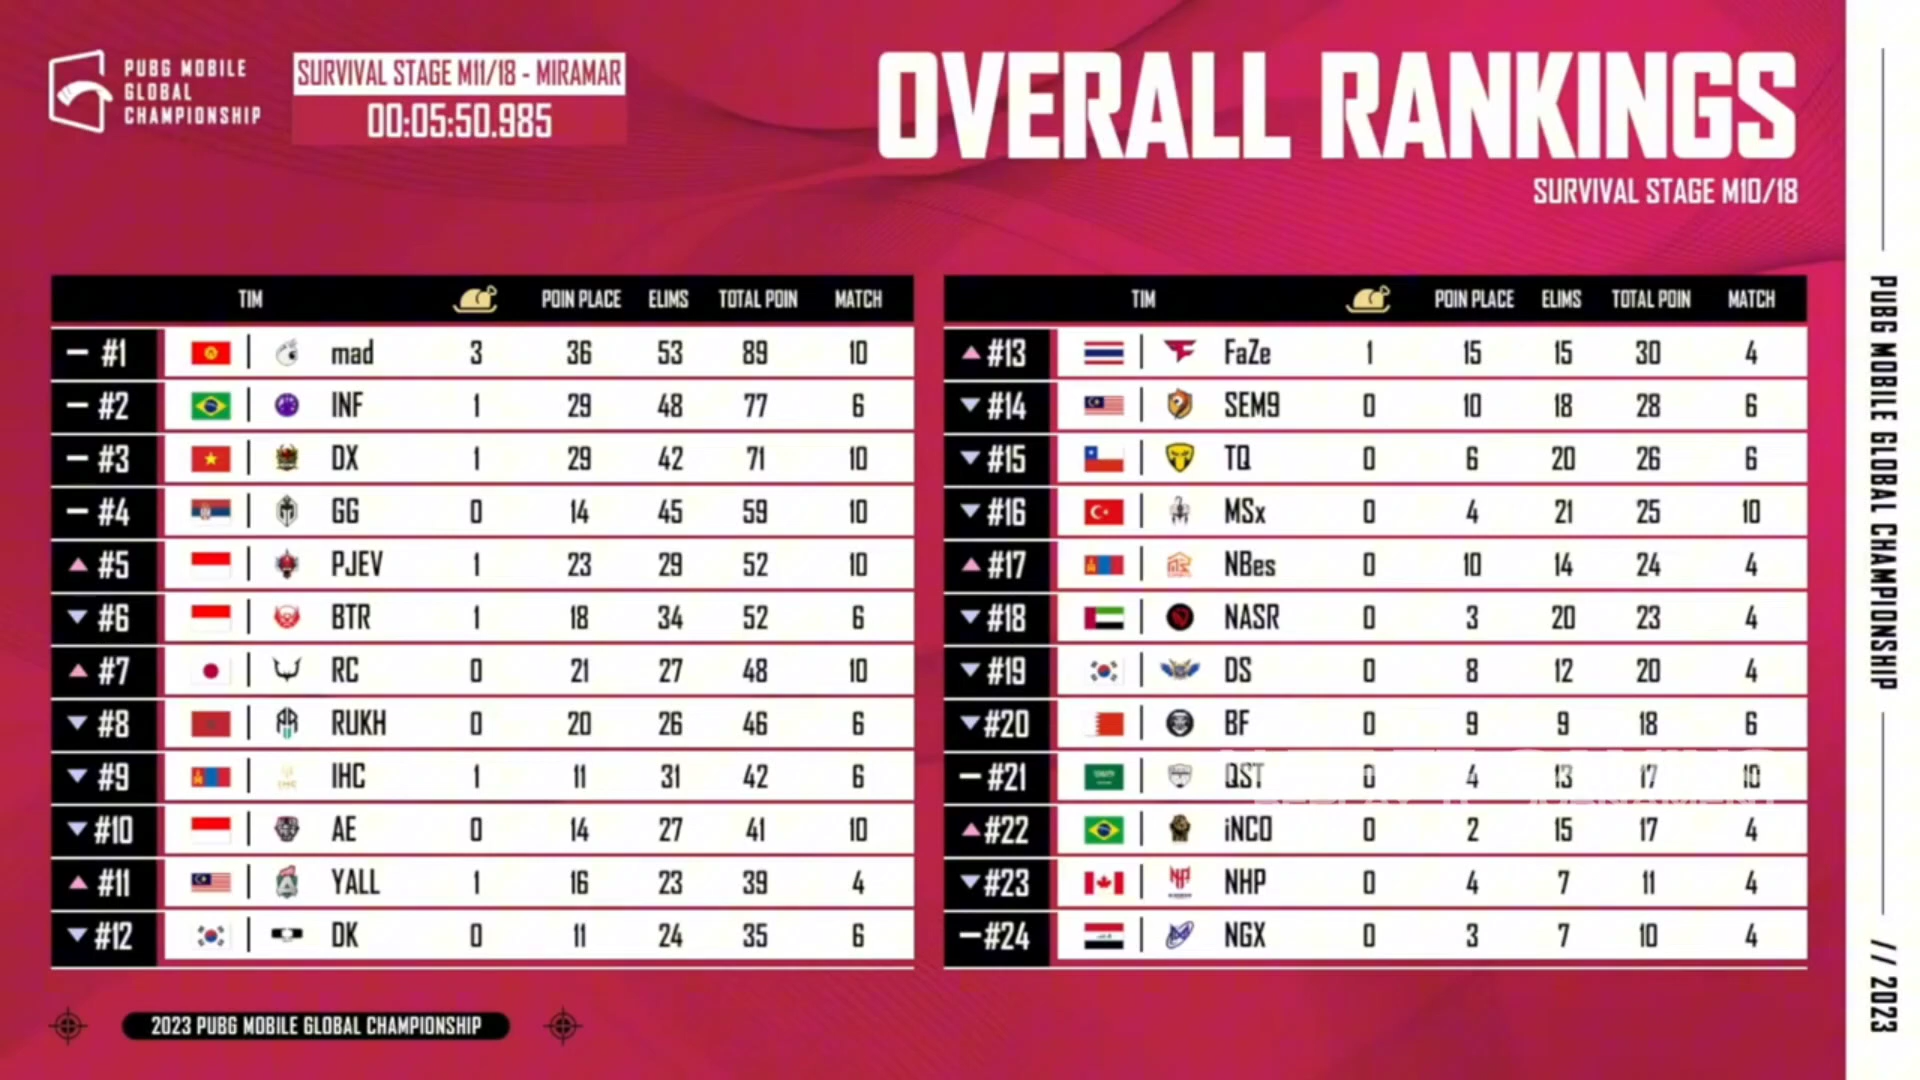 PUBG MOBILE
GLOBAL
CHAMPIONSHIP
SURVIVAL STAGE M11/18 - MIRAMAR
00:05:50.985
OVERALL RANKINGS
SURVIVAL STAGE M10/18
TIM POIN PLACE ELIMS TOTAL POIN MATCH
#1 mad 3 36 53 89 10
#2 INF 1 29 48 77 6
#3 DX 1 29 42 71 10
#4 GG 0 14 45 59 10
#5 PJEV 1 23 29 52 10
#6 BTR 1 18 34 52 6
#7 RC 0 21 27 48 10
#8 RUKH 0 20 26 46 6
#9 IHC 1 11 31 42 6
#10 AE 0 14 27 41 10
#11 YALL 1 16 23 39 4
#12 DK 0 11 24 35 6
TIM POIN PLACE ELIMS TOTAL POIN MATCH
#13 FaZe 1 15 15 30 4
#14 SEM9 0 10 18 28 6
#15 TQ 0 6 20 26 6
#16 MSx 0 4 21 25 10
#17 NBes 0 10 14 24 4
#18 NASR 0 3 20 23 4
#19 DS 0 8 12 20 4
#20 BF 0 9 9 18 6
#21 QST 0 4 13 17 10
#22 iNCO 0 2 15 17 4
#23 NHP 0 4 7 11 4
#24 NGX 0 3 7 10 4
2023 PUBG MOBILE GLOBAL CHAMPIONSHIP
PUBG MOBILE GLOBAL CHAMPIONSHIP
// 2023